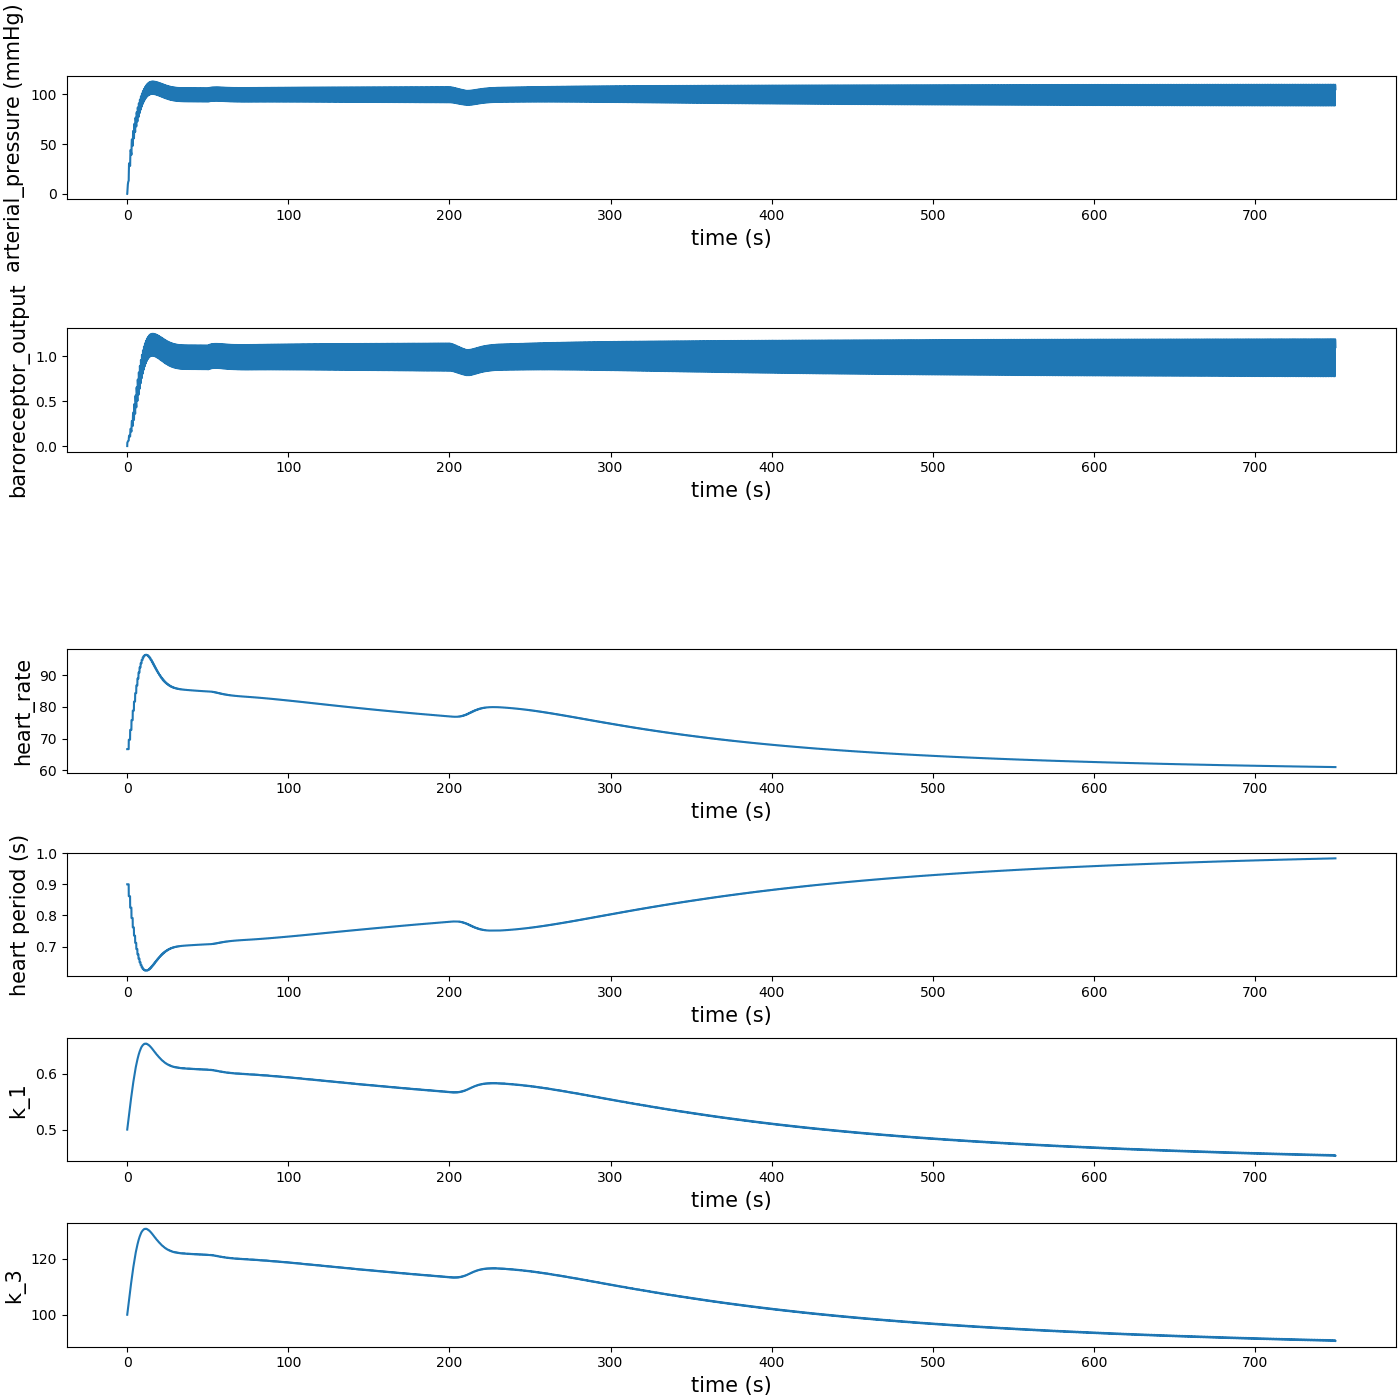 arterial_pressure (mmHg)
100
50
0
0 100 200 300 400 500 600 700
time (s)
baroreceptor_output
1.0
0.5
0.0
0 100 200 300 400 500 600 700
time (s)
heart_rate
90
180
70
60
0 100 200 300 400 500 600 700
time (s)
heart period (s)
1.0
0.9
0.8
0.7
0 100 200 300 400 500 600 700
time (s)
k_1
0.6
0.5
0 100 200 300 400 500 600 700
time (s)
k_3
120
100
0 100 200 300 400 500 600 700
time (s)